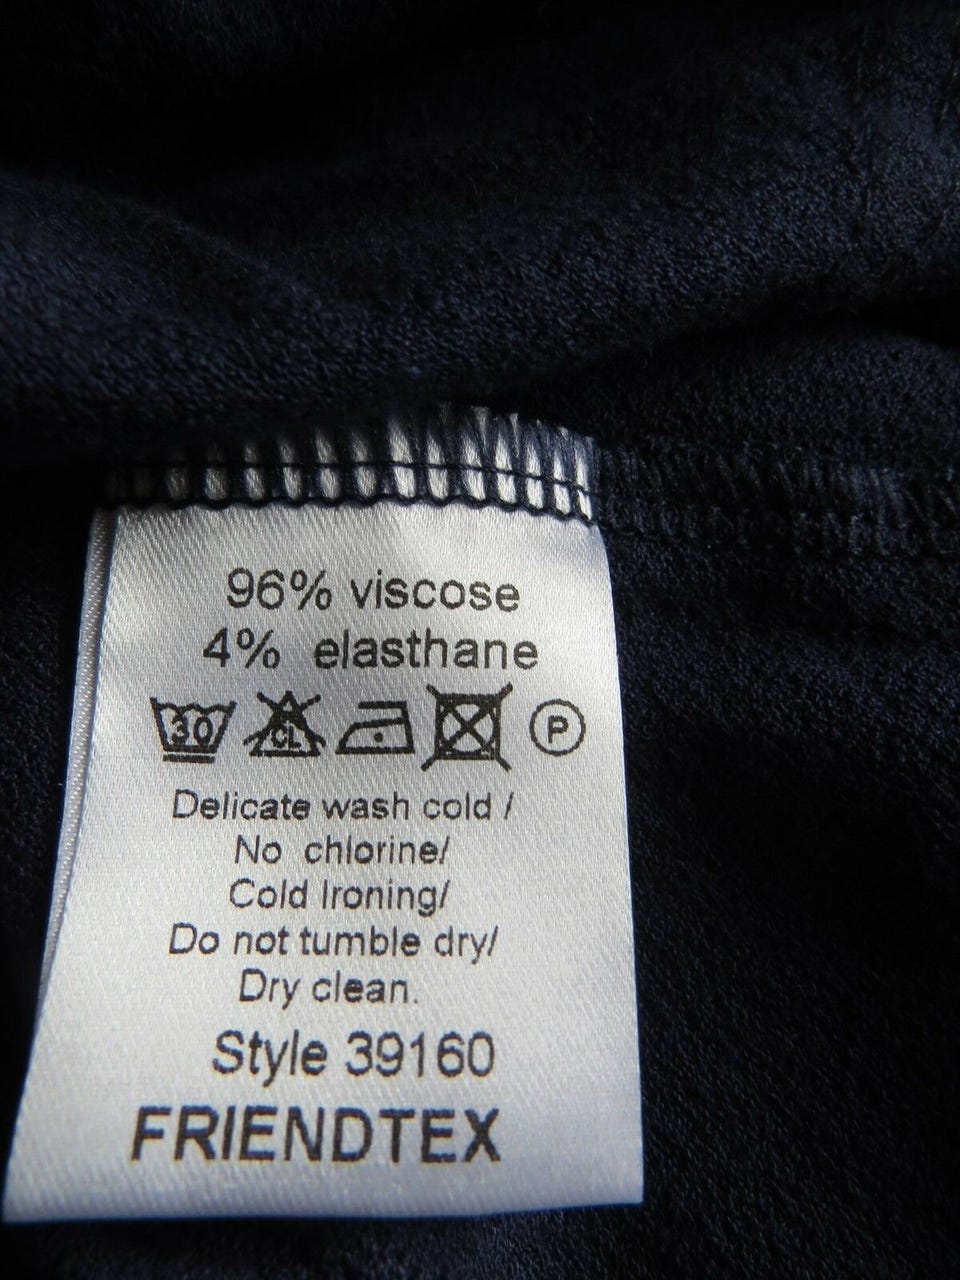 96% viscose
4% elasthane
30 CL P
Delicate wash cold /
No chlorine/
Cold Ironing/
Do not tumble dry/
Dry clean.
Style 39160
FRIENDTEX